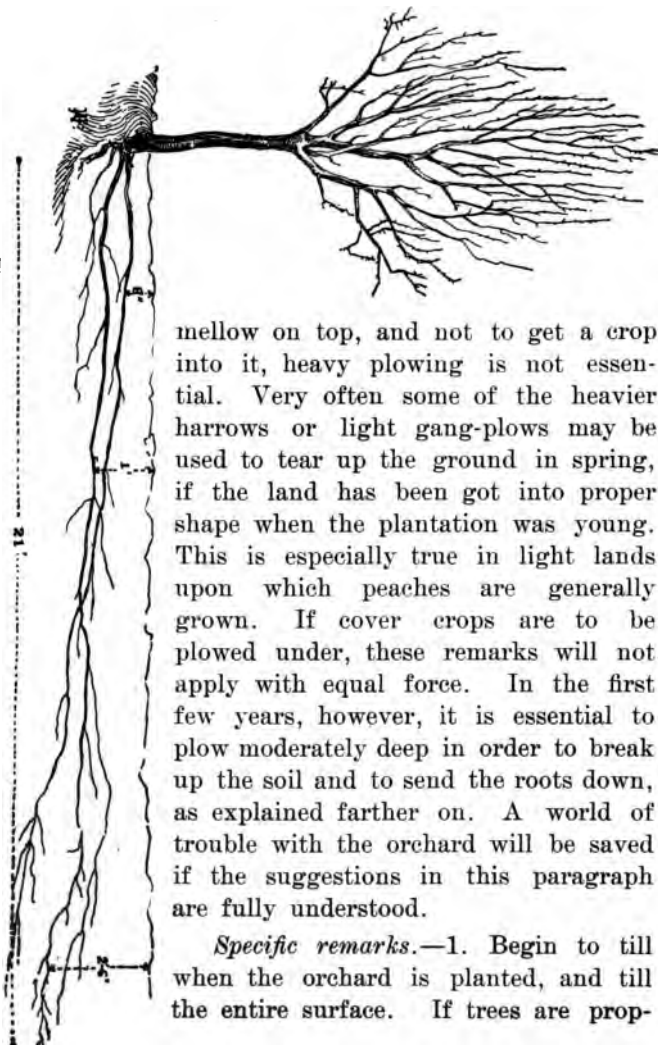 8"
1'
21'
mellow on top, and not to get a crop
into it, heavy plowing is not essen-
tial. Very often some of the heavier
harrows or light gang-plows may be
used to tear up the ground in spring,
if the land has been got into proper
shape when the plantation was young.
This is especially true in light lands
upon which peaches are generally
grown. If cover crops are to be
plowed under, these remarks will not
apply with equal force. In the first
few years, however, it is essential to
plow moderately deep in order to break
up the soil and to send the roots down,
as explained farther on. A world of
trouble with the orchard will be saved
if the suggestions in this paragraph
are fully understood.
Specific remarks.—1. Begin to till
when the orchard is planted, and till
the entire surface. If trees are prop-